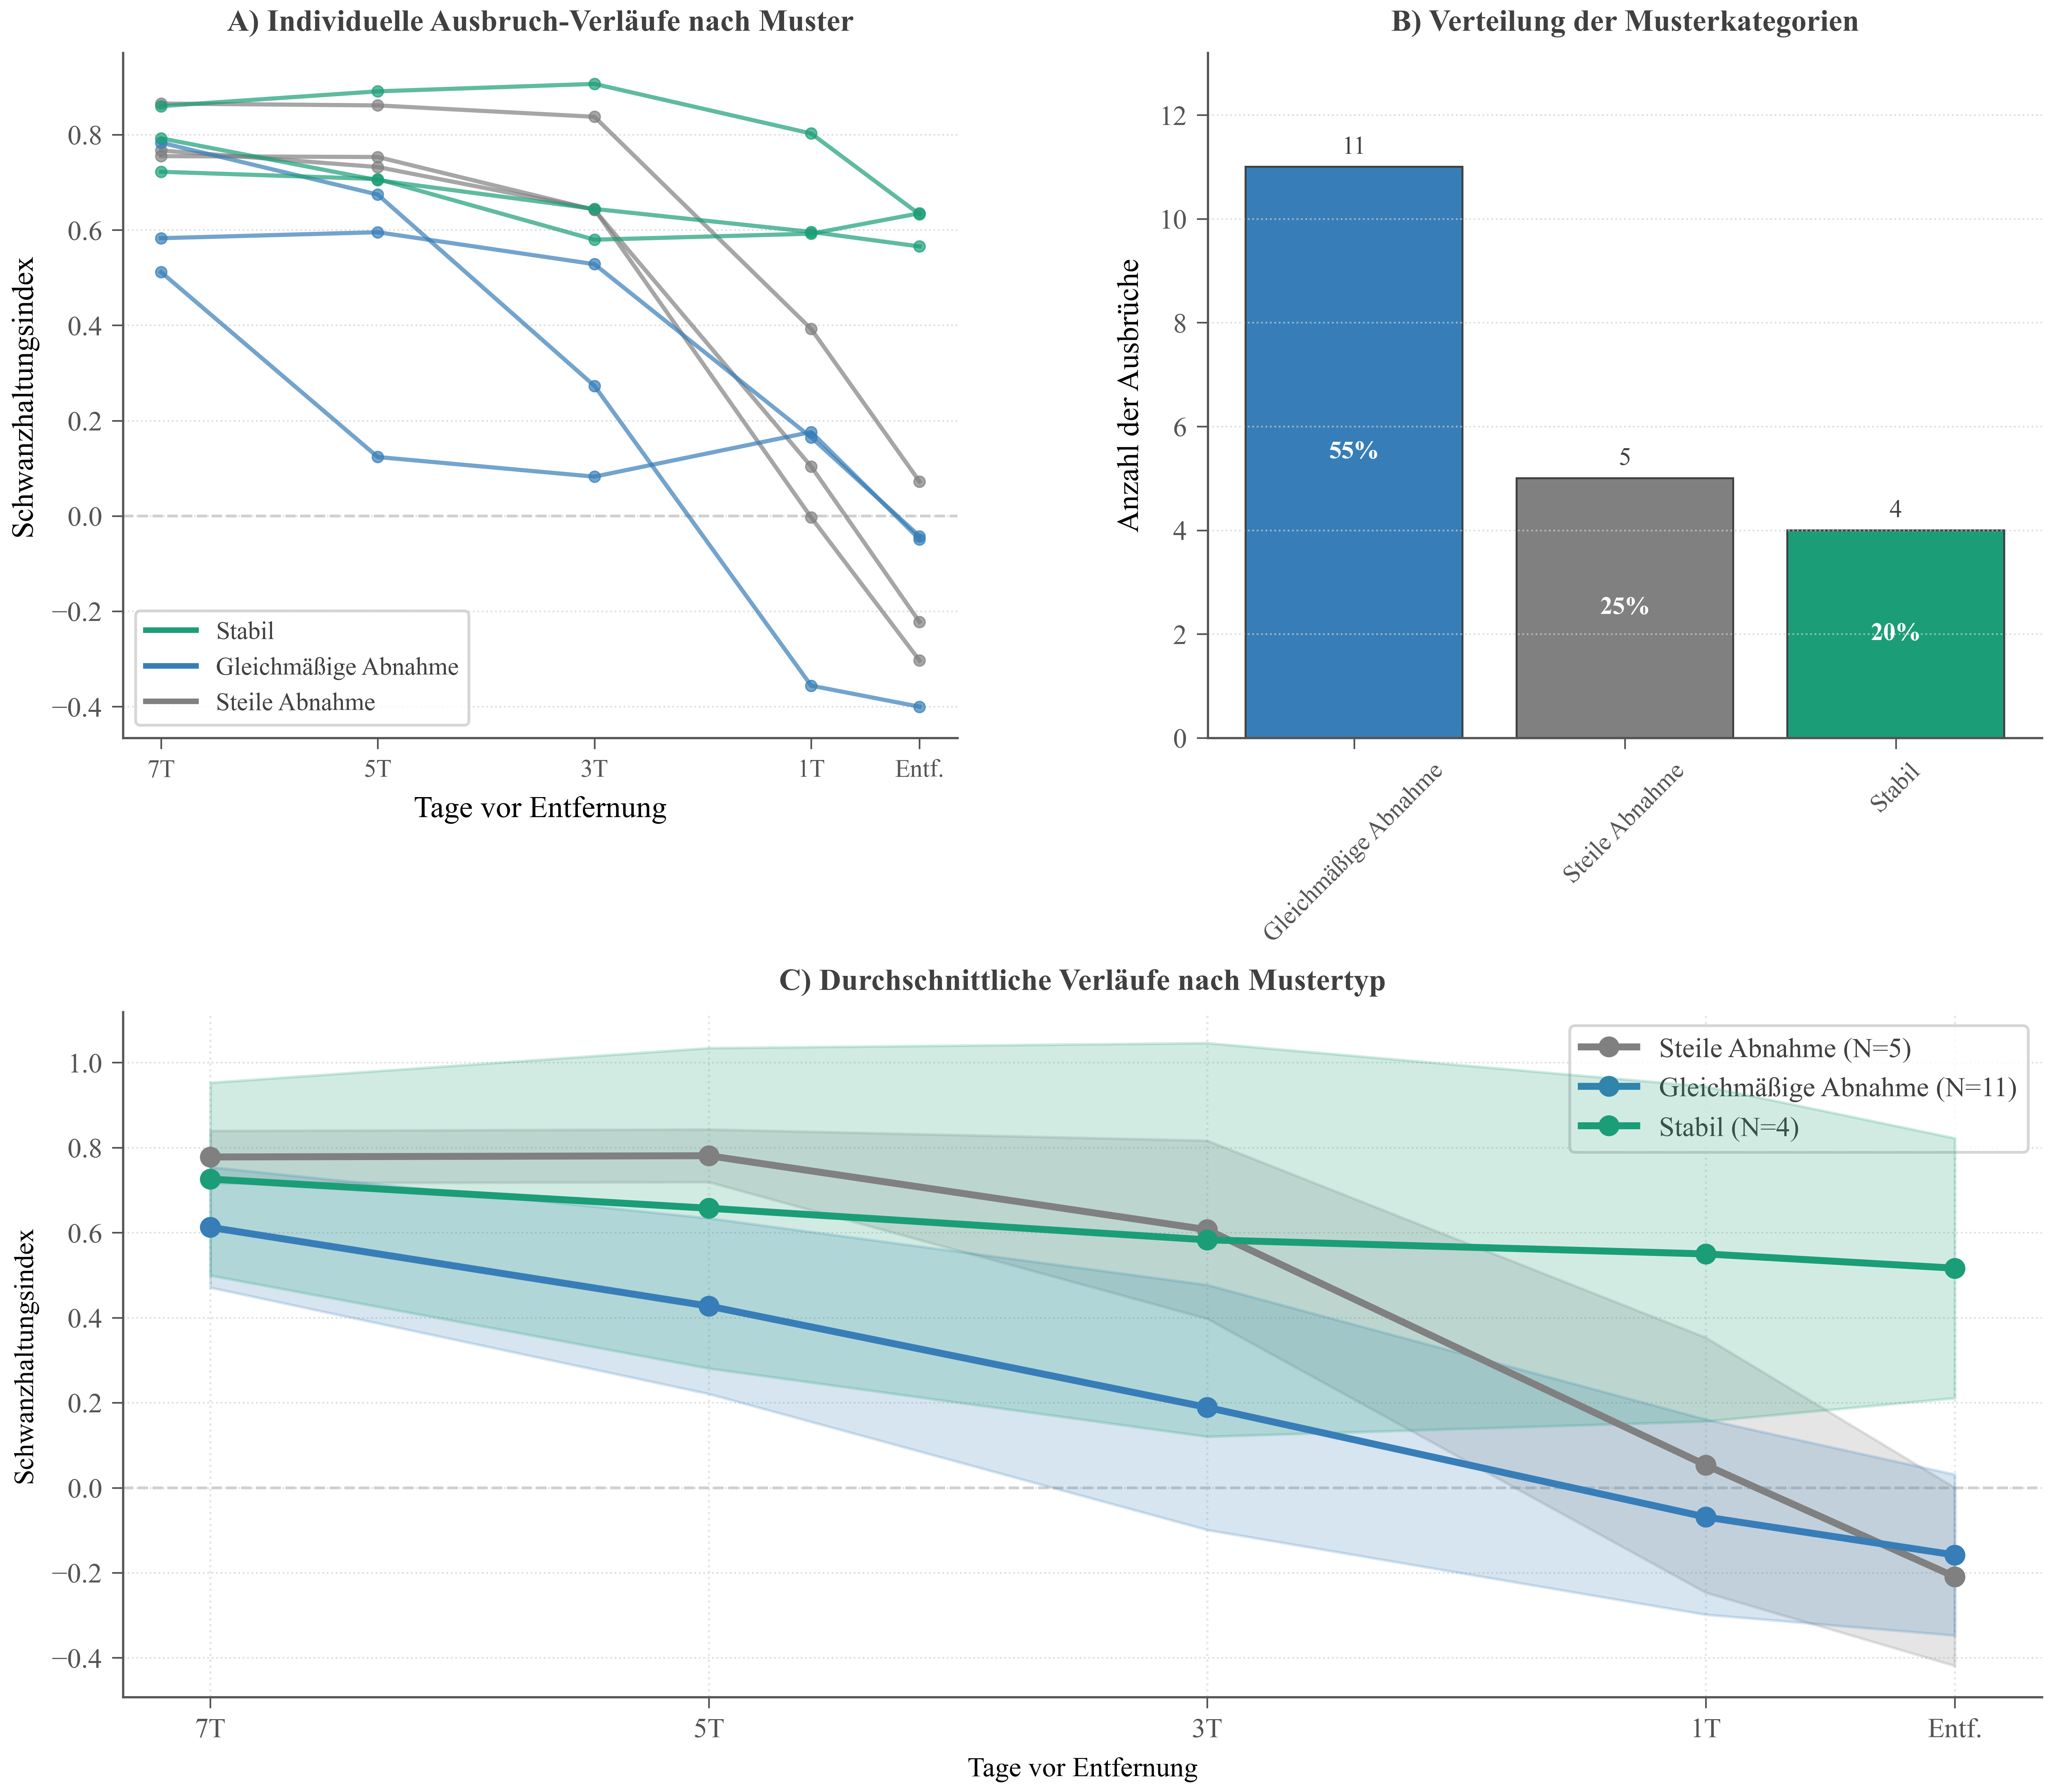 A) Individuelle Ausbruch-Verläufe nach Muster
Schwanzhaltungsindex
0.8
0.6
0.4
0.2
0.0
−0.2
−0.4
Stabil
Gleichmäßige Abnahme
Steile Abnahme
7T
5T
3T
1T
Entf.
Tage vor Entfernung
B) Verteilung der Musterkategorien
Anzahl der Ausbrüche
12
10
8
6
4
2
0
11
55%
5
25%
4
20%
Gleichmäßige Abnahme
Steile Abnahme
Stabil
C) Durchschnittliche Verläufe nach Mustertyp
Schwanzhaltungsindex
1.0
0.8
0.6
0.4
0.2
0.0
−0.2
−0.4
Steile Abnahme (N=5)
Gleichmäßige Abnahme (N=11)
Stabil (N=4)
7T
5T
3T
1T
Entf.
Tage vor Entfernung